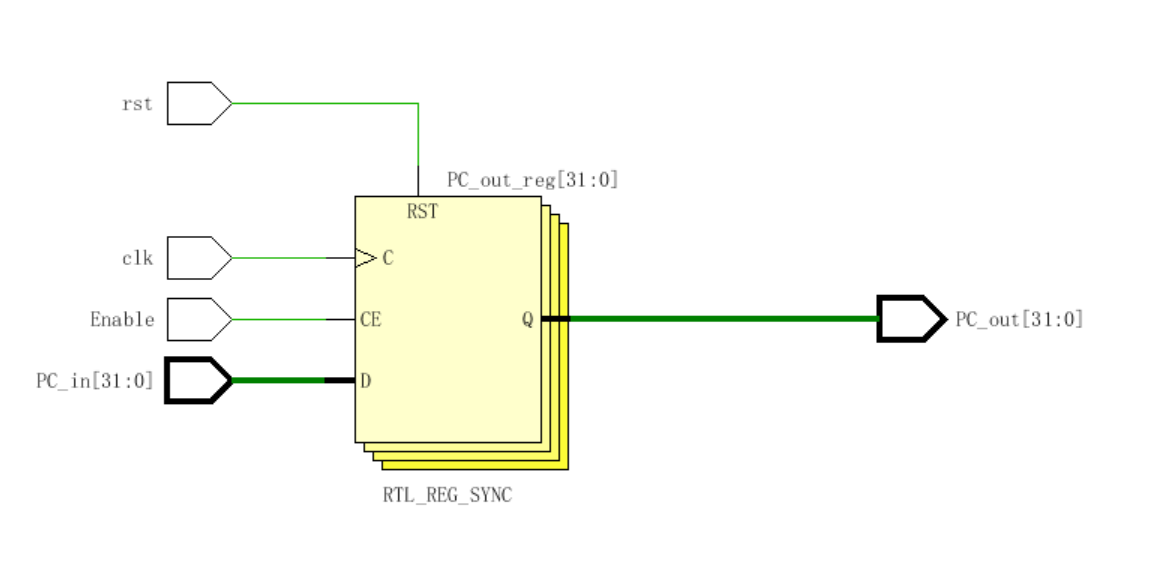 rst
PC_out_reg[31:0]
RST
clk
C
Enable
CE
Q
PC_out[31:0]
PC_in[31:0]
D
RTL_REG_SYNC